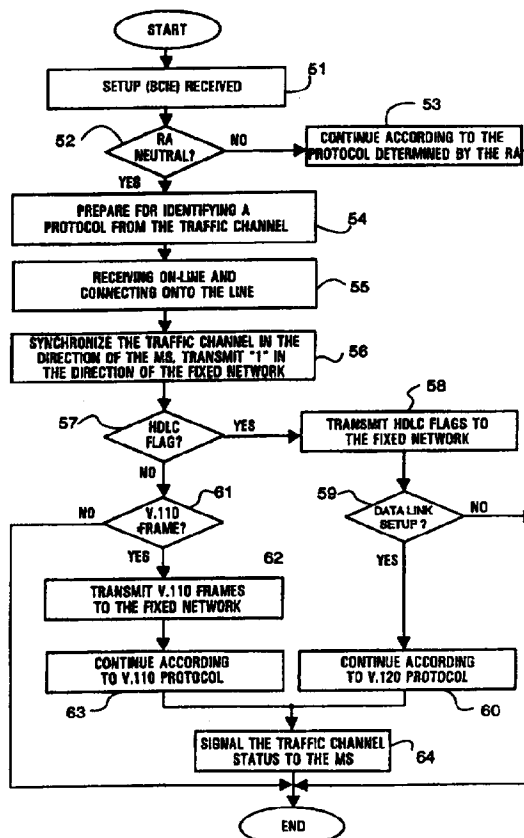 START
SETUP (BCIE) RECEIVED
51
52
RA
NEUTRAL?
NO
YES
53
CONTINUE ACCORDING TO THE
PROTOCOL DETERMINED BY THE RA
PREPARE FOR IDENTIFYING A
PROTOCOL FROM THE TRAFFIC CHANNEL
54
RECEIVING ON-LINE AND
CONNECTING ONTO THE LINE
55
SYNCHRONIZE THE TRAFFIC CHANNEL IN THE
DIRECTION OF THE MS, TRANSMIT "1" IN
THE DIRECTION OF THE FIXED NETWORK
56
57
HDLC
FLAG?
YES
NO
58
TRANSMIT HDLC FLAGS TO
THE FIXED NETWORK
59
DATA LINK
SETUP?
NO
YES
61
NO
V.110
FRAME?
YES
62
TRANSMIT V.110 FRAMES
TO THE FIXED NETWORK
CONTINUE ACCORDING
TO V.110 PROTOCOL
63
CONTINUE ACCORDING
TO V.120 PROTOCOL
60
SIGNAL THE TRAFFIC CHANNEL
STATUS TO THE MS
64
END